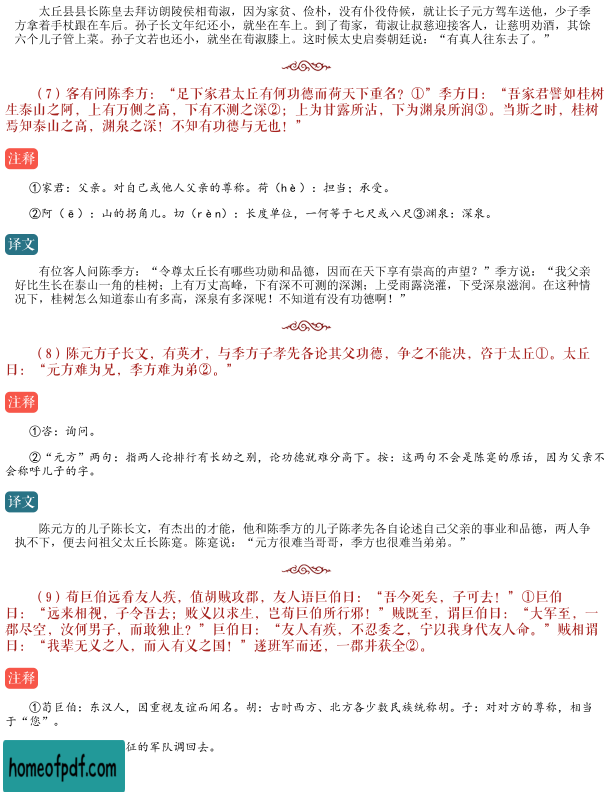 太丘县县长陈寔去拜访朗陵侯相荀淑，因为家贫、俭朴，没有仆役侍候，就让长子元方驾车送他，少子季
方拿着手杖跟在车后。孙子长文年纪还小，就坐在车上。到了荀家，荀淑让叔慈迎接客人，让慈明劝酒，其馀
六个儿子管上菜。孙子文若也还小，就坐在荀淑膝上。这时候太史启奏朝廷说：“有真人往东去了。”
（7）客有问陈季方：“足下家君太丘有何功德而荷天下重名？①”季方曰：“吾家君譬如桂树
生泰山之阿，上有万侧之高，下有不测之深②；上为甘露所沾，下为渊泉所润③。当斯之时，桂树
焉知泰山之高，渊泉之深！不知有功德与无也！”
注释
①家君：父亲。对自己或他人父亲的尊称。荷（hè）：担当；承受。
②阿（ē）：山的拐角儿。切（rèn）：长度单位，一何等于七尺或八尺③渊泉：深泉。
译文
有位客人问陈季方：“令尊太丘长有哪些功勋和品德，因而在天下享有崇高的声望？”季方说：“我父亲
好比生长在泰山一角的桂树；上有万丈高峰，下有深不可测的深渊；上受雨露浇灌，下受深泉滋润。在这种情
况下，桂树怎么知道泰山有多高，深泉有多深呢！不知道有没有功德啊！”
（8）陈元方子长文，有英才，与季方子孝先各论其父功德，争之不能决，咨于太丘①。太丘
曰：“元方难为兄，季方难为弟②。”
注释
①咨：询问。
②“元方”两句：指两人论排行有长幼之别，论功德就难分高下。按：这两句不会是陈寔的原话，因为父亲不
会称呼儿子的字。
译文
陈元方的儿子陈长文，有杰出的才能，他和陈季方的儿子陈孝先各自论述自己父亲的事业和品德，两人争
执不下，便去问祖父太丘长陈寔。陈寔说：“元方很难当哥哥，季方也很难当弟弟。”
（9）荀巨伯远看友人疾，值胡贼攻郡，友人语巨伯曰：“吾今死矣，子可去！”①巨伯
曰：“远来相视，子令吾去；败义以求生，岂荀巨伯所行邪！”贼既至，谓巨伯曰：“大军至，一
郡尽空，汝何男子，而敢独止？”巨伯曰：“友人有疾，不忍委之，宁以我身代友人命。”贼相谓
曰：“我辈无义之人，而入有义之国！”遂班军而还，一郡并获全②。
注释
①荀巨伯：东汉人，因重视友谊而闻名。胡：古时西方、北方各少数民族统称胡。子：对对方的尊称，相当
于“您”。
征的军队调回去。
homeofpdf.com